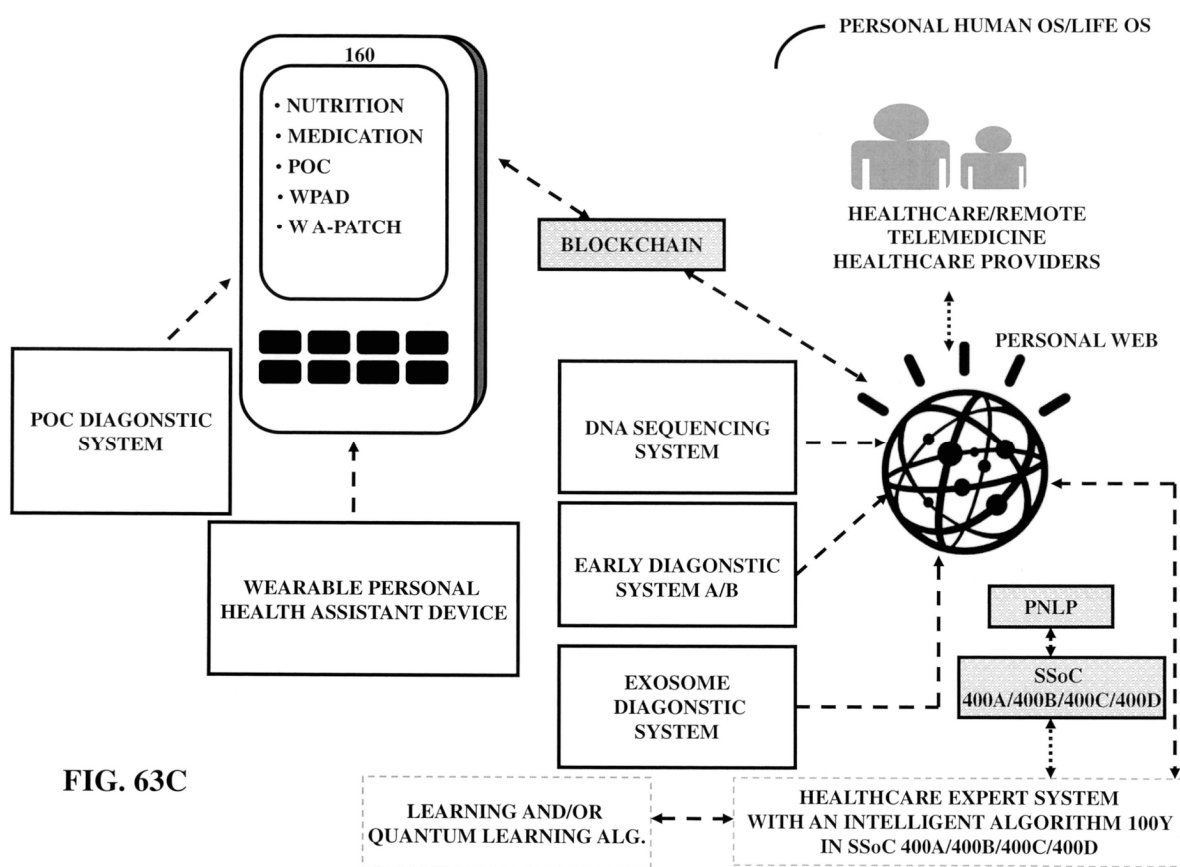 PERSONAL HUMAN OS/LIFE OS
160
• NUTRITION
• MEDICATION
• POC
• WPAD
• W A-PATCH
BLOCKCHAIN
HEALTHCARE/REMOTE
TELEMEDICINE
HEALTHCARE PROVIDERS
PERSONAL WEB
POC DIAGONSTIC
SYSTEM
DNA SEQUENCING
SYSTEM
WEARABLE PERSONAL
HEALTH ASSISTANT DEVICE
EARLY DIAGONSTIC
SYSTEM A/B
PNLP
EXOSOME
DIAGONSTIC
SYSTEM
SSoC
400A/400B/400C/400D
FIG. 63C
LEARNING AND/OR
QUANTUM LEARNING ALG.
HEALTHCARE EXPERT SYSTEM
WITH AN INTELLIGENT ALGORITHM 100Y
IN SSoC 400A/400B/400C/400D